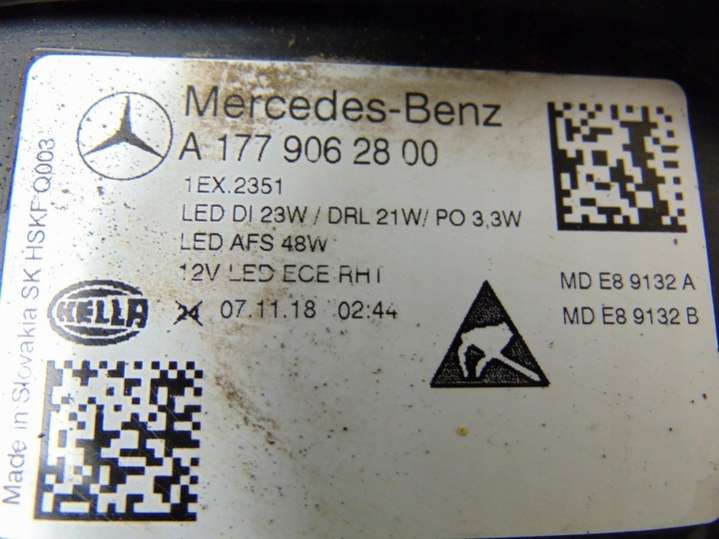 Mercedes-Benz
A 177 906 28 00
1EX.2351
LED DI 23W / DRL 21W/ PO 3,3W
LED AFS 48W
12V LED ECE RHT
HELLA
24 07.11.18 02:44
MD E8 9132 A
MD E8 9132 B
Made in Slovakia SK HSKFQ003